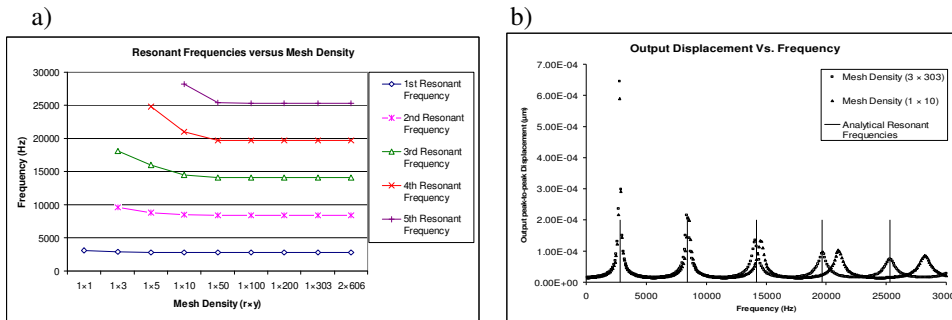 a)
Resonant Frequencies versus Mesh Density
Frequency (Hz)
30000
25000
20000
15000
10000
5000
0
1×1 1×3 1×5 1×10 1×50 1×100 1×200 1×303 2×606
Mesh Density (r×y)
1st Resonant
Frequency
2nd Resonant
Frequency
3rd Resonant
Frequency
4th Resonant
Frequency
5th Resonant
Frequency
b)
Output Displacement Vs. Frequency
Output peak-to-peak Displacement (µm)
7.00E-04
6.00E-04
5.00E-04
4.00E-04
3.00E-04
2.00E-04
1.00E-04
0.00E+00
0 5000 10000 15000 20000 25000 3000
Frequency (Hz)
Mesh Density (3 × 303)
Mesh Density (1 × 10)
Analytical Resonant
Frequencies